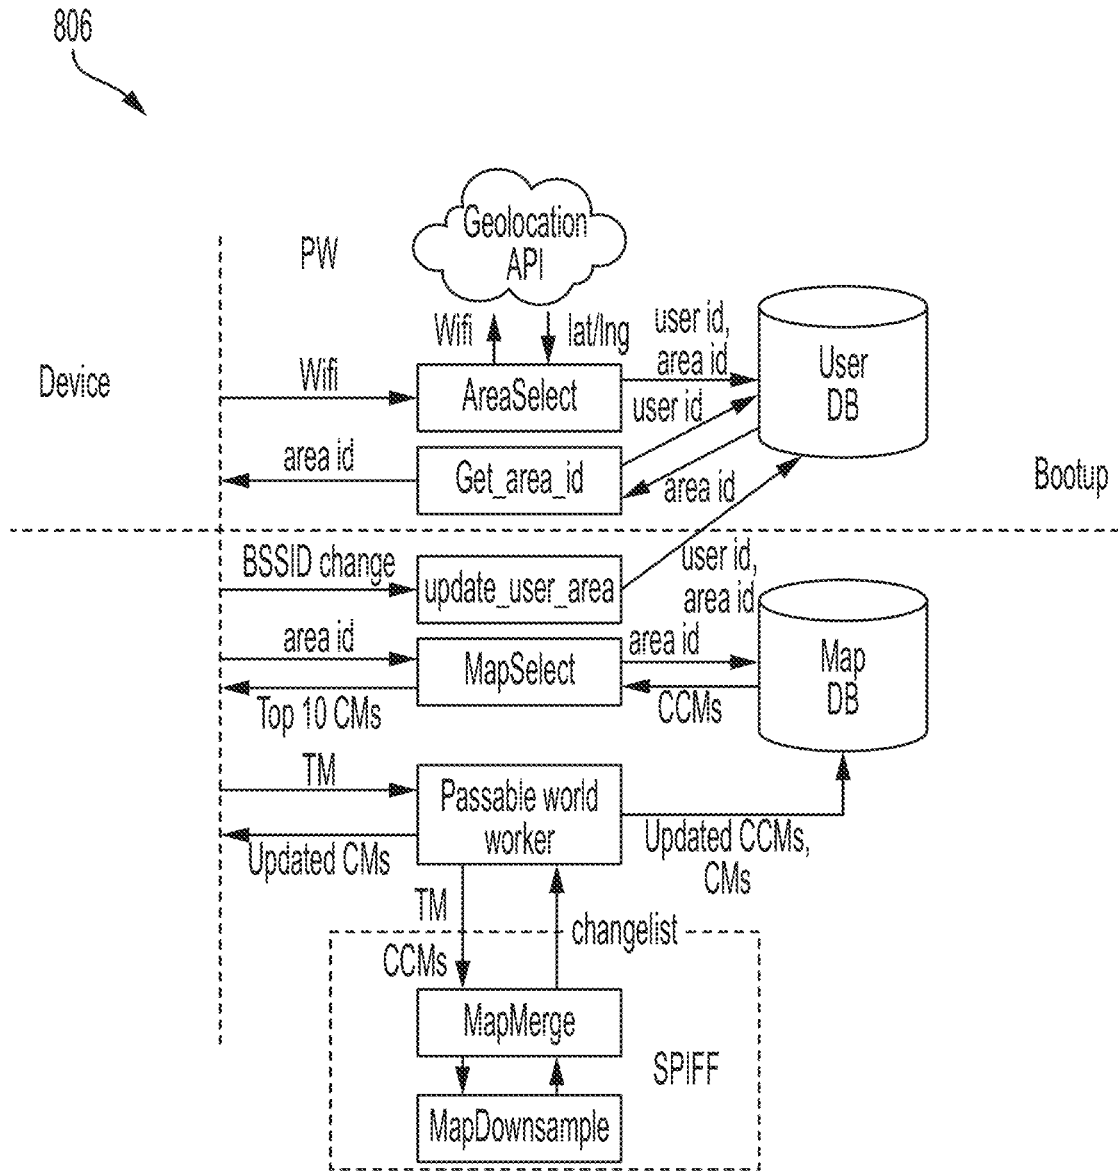 806
Geolocation
API
PW
Wifi
lat/lng
user id,
area id
Device
Wifi
AreaSelect
User
DB
user id
area id
Get_area_id
area id
Bootup
BSSID change
update_user_area
user id,
area id
area id
MapSelect
area id
Map
DB
Top 10 CMs
CCMs
TM
Passable world
worker
Updated CMs
Updated CCMs,
CMs
TM
changelist
CCMs
MapMerge
SPIFF
MapDownsample